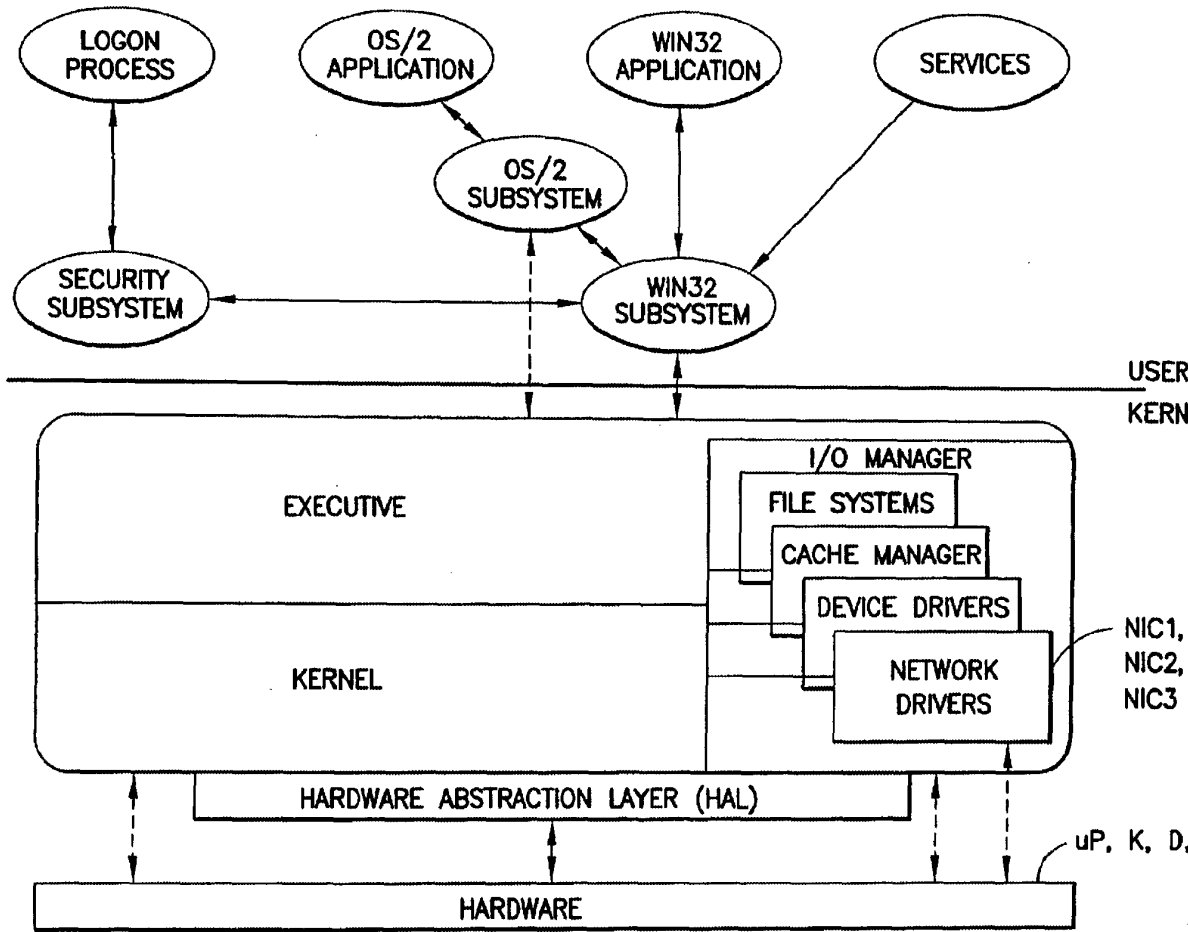 LOGON
PROCESS
OS/2
APPLICATION
WIN32
APPLICATION
SERVICES
OS/2
SUBSYSTEM
SECURITY
SUBSYSTEM
WIN32
SUBSYSTEM
USER
KERN
I/O MANAGER
FILE SYSTEMS
EXECUTIVE
CACHE MANAGER
DEVICE DRIVERS
NIC1,
NIC2,
NIC3
KERNEL
NETWORK
DRIVERS
HARDWARE ABSTRACTION LAYER (HAL)
uP, K, D,
HARDWARE